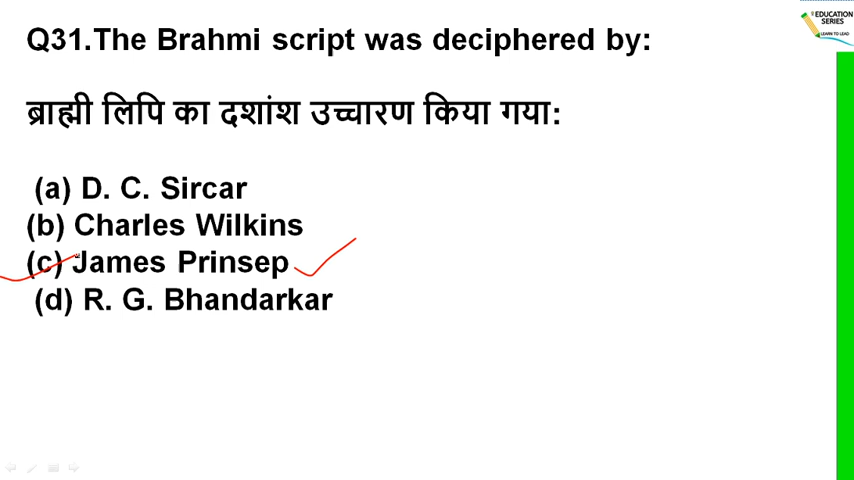 EDUCATION
SERIES
LEARN TO LEAD
Q31.The Brahmi script was deciphered by:
ब्राह्मी लिपि का दशांश उच्चारण किया गया:
(a) D. C. Sircar
(b) Charles Wilkins
(c) James Prinsep
(d) R. G. Bhandarkar